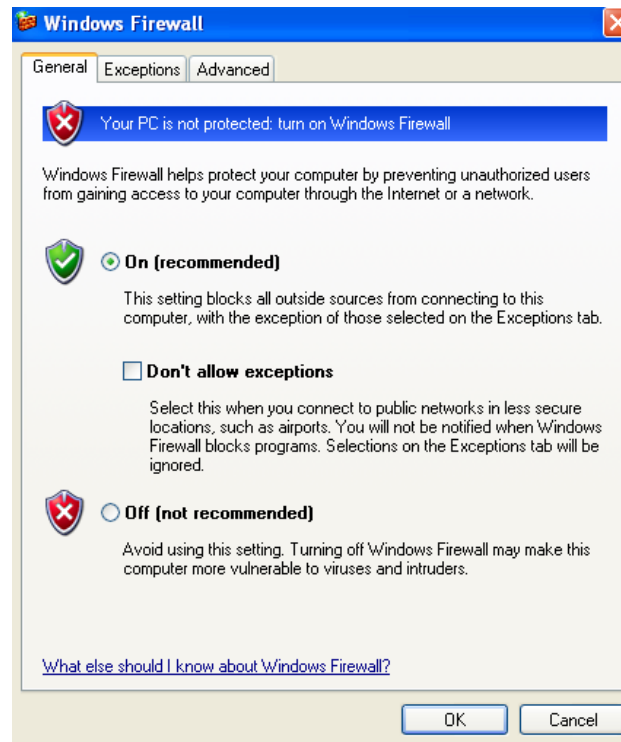 Windows Firewall
General Exceptions Advanced
Your PC is not protected: turn on Windows Firewall
Windows Firewall helps protect your computer by preventing unauthorized users
from gaining access to your computer through the Internet or a network.
On (recommended)
This setting blocks all outside sources from connecting to this
computer, with the exception of those selected on the Exceptions tab.
Don't allow exceptions
Select this when you connect to public networks in less secure
locations, such as airports. You will not be notified when Windows
Firewall blocks programs. Selections on the Exceptions tab will be
ignored.
Off (not recommended)
Avoid using this setting. Turning off Windows Firewall may make this
computer more vulnerable to viruses and intruders.
What else should I know about Windows Firewall?
OK Cancel